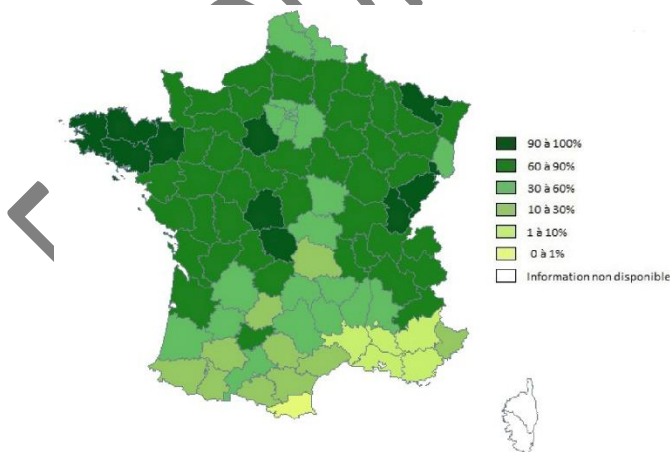 90 à 100%
60 à 90%
30 à 60%
10 à 30%
1 à 10%
0 à 1%
Information non disponible